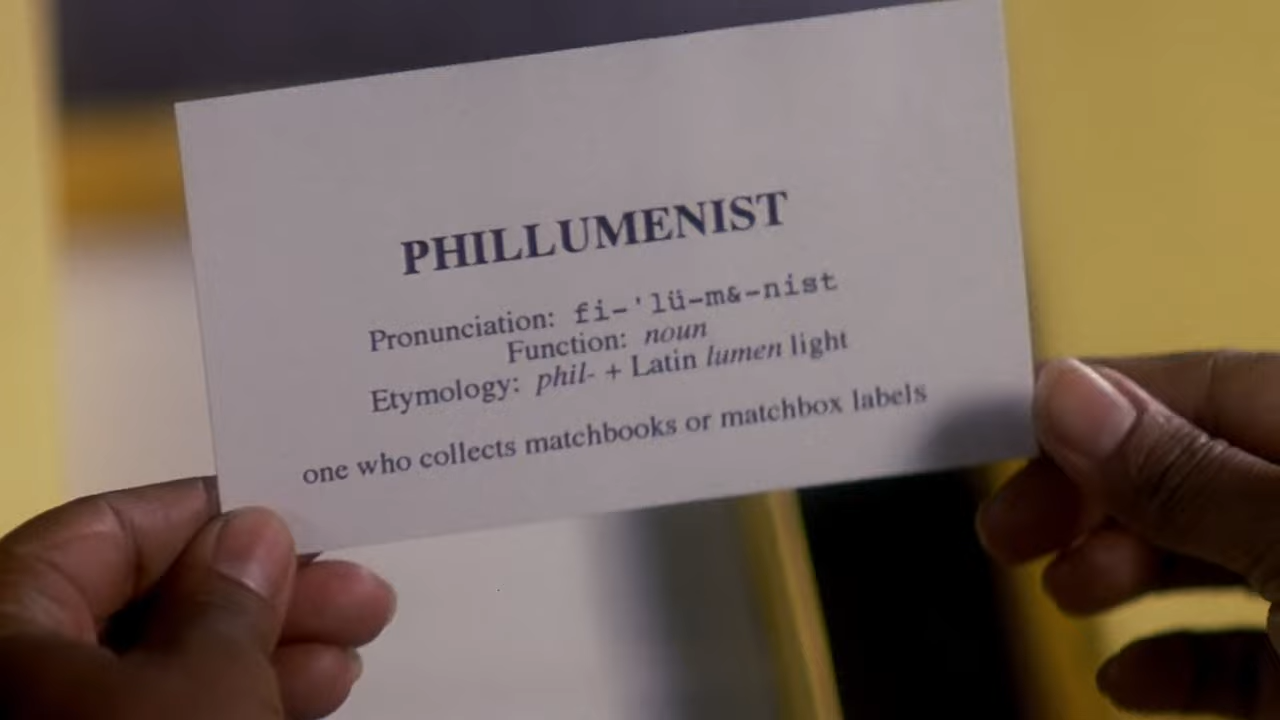 PHILLUMENIST
Pronunciation: fi-'lü-m&-nist
Function: noun
Etymology: phil- + Latin lumen light
one who collects matchbooks or matchbox labels